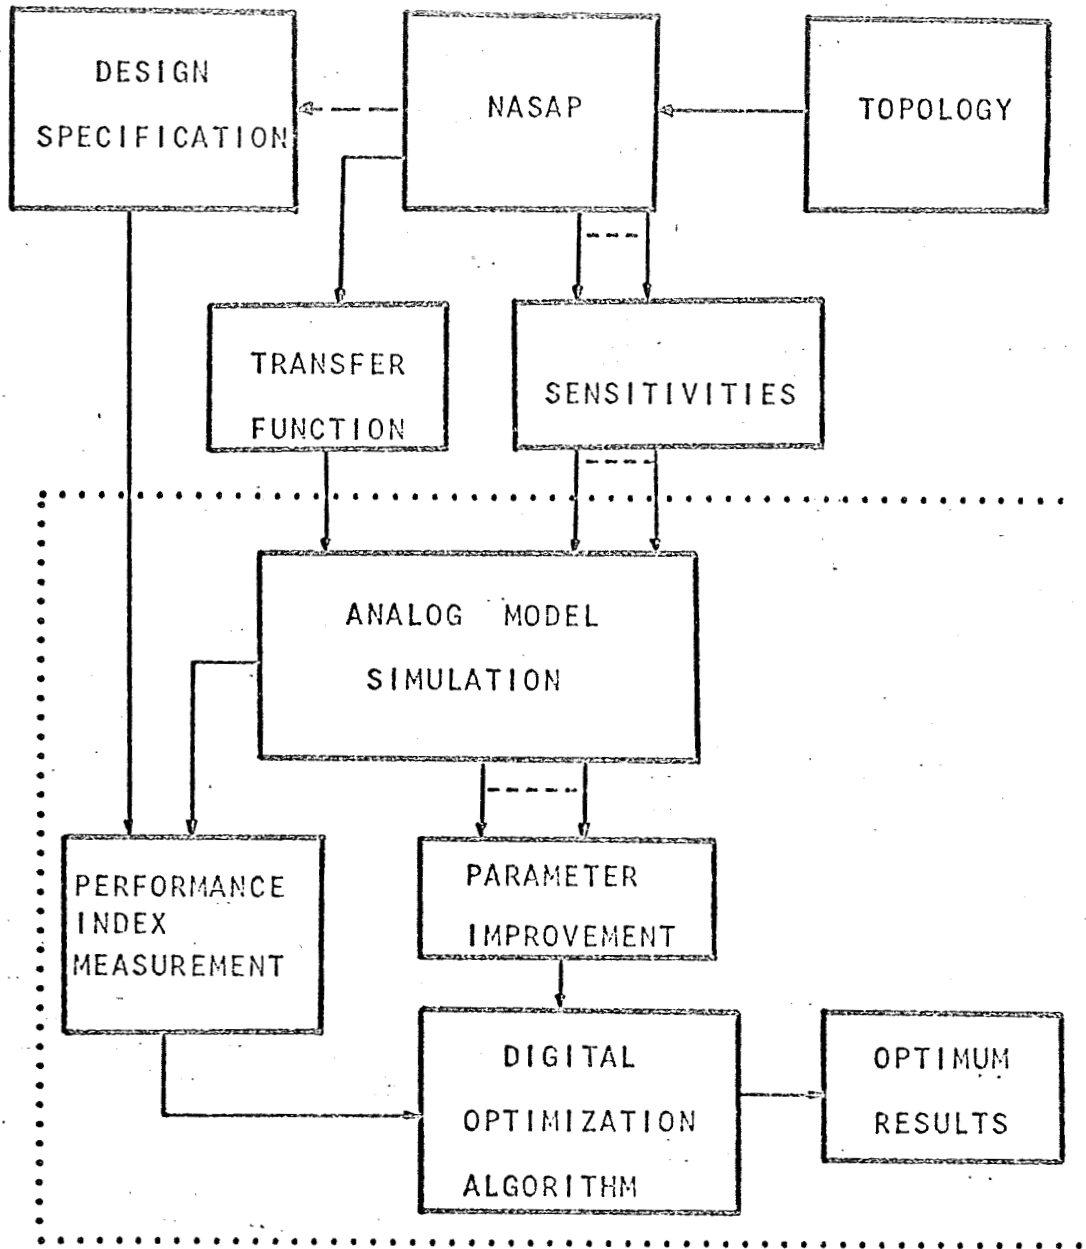 DESIGN
SPECIFICATION
NASAP
TOPOLOGY
TRANSFER
FUNCTION
SENSITIVITIES
ANALOG MODEL
SIMULATION
PERFORMANCE
INDEX
MEASUREMENT
PARAMETER
IMPROVEMENT
DIGITAL
OPTIMIZATION
ALGORITHM
OPTIMUM
RESULTS